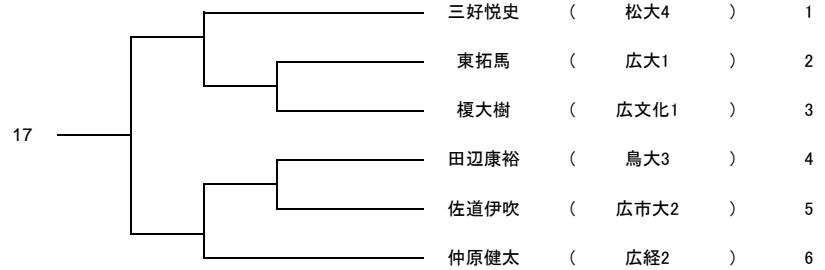 三好悦史 ( 松大4 ) 1
東拓馬 ( 広大1 ) 2
榎大樹 ( 広文化1 ) 3
17
田辺康裕 ( 鳥大3 ) 4
佐道伊吹 ( 広市大2 ) 5
仲原健太 ( 広経2 ) 6